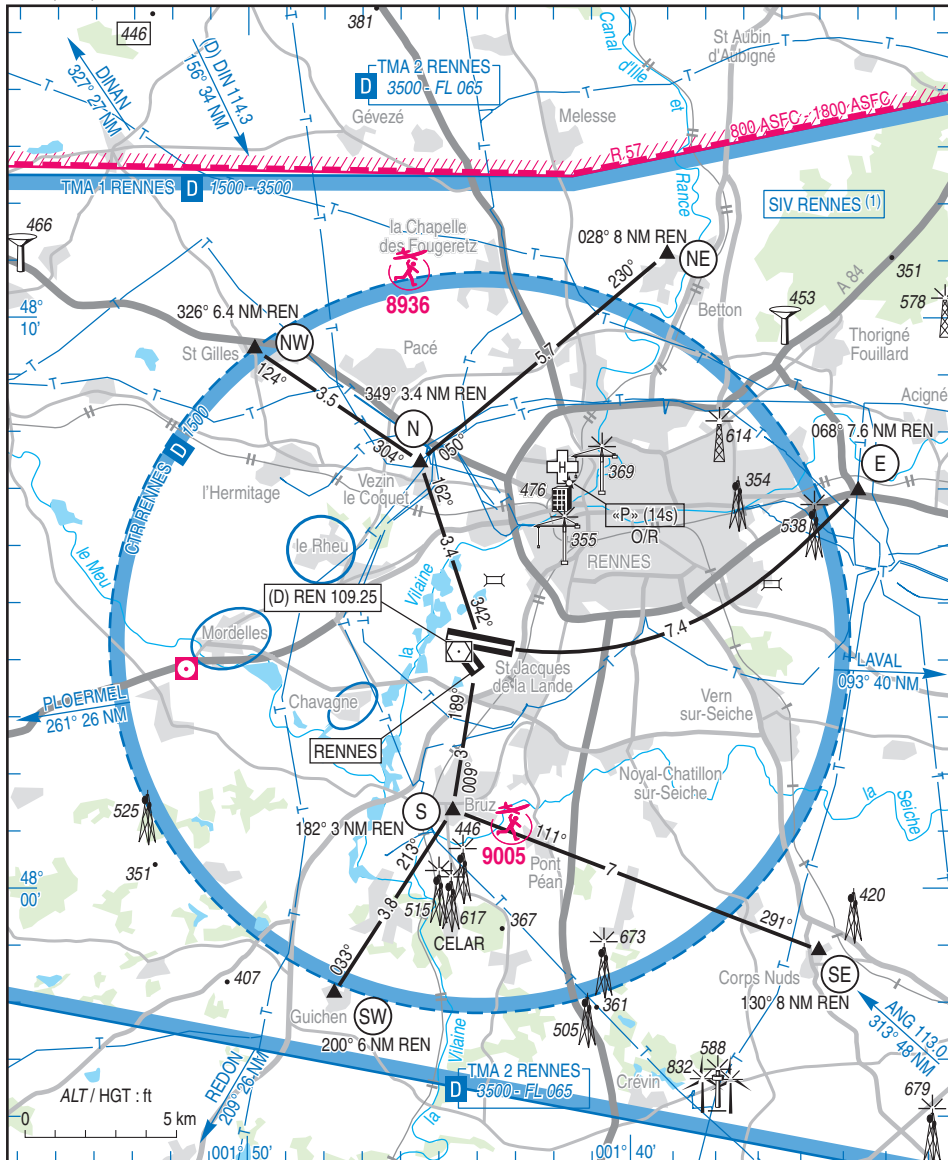 446
381
(D) DIN 114.3
156° 34 NM
DINAN
327° 27 NM
D
TMA 2 RENNES
3500 - FL 065
Gévezé
Melesse
Canal
d'Ille
et
Rance
St Aubin
d'Aubigné
R 57
800 ASFC - 1800 ASFC
TMA 1 RENNES D 1500 - 3500
SIV RENNES (1)
466
la Chapelle
des Fougeretz
8936
028° 8 NM REN
NE
230°
Betton
A 84
351
453
578
48°
10'
326° 6.4 NM REN
NW
St Gilles
Pacé
Thorigné
Fouillard
124°
3.5
5.7
349° 3.4 NM REN
N
304°
050°
Acigné
068° 7.6 NM REN
E
614
CTR RENNES D 1500
l'Hermitage
Vezin
le Coquet
162°
369
476
354
«P» (14s)
O/R
355
538
le Meu
le Rheu
3.4
RENNES
Vilaine
la
(D) REN 109.25
342°
7.4
Mordelles
St Jacques
de la Lande
LAVAL
093° 40 NM
PLOERMEL
261° 26 NM
Chavagne
189°
Vern
sur-Seiche
RENNES
3
009°
Noyal-Chatillon
sur-Seiche
la
Seiche
S
Bruz
182° 3 NM REN
446
9005
111°
525
351
213°
Pont
Péan
7
48°
00'
3.8
515
617
CELAR
367
291°
420
673
033°
407
Corps Nuds
SE
130° 8 NM REN
361
505
Guichen
SW
200° 6 NM REN
ANG 113.0
313° 48 NM
Vilaine
la
REDON
209° 26 NM
D
TMA 2 RENNES
3500 - FL 065
832
588
Crévin
679
ALT / HGT : ft
0
5 km
001° 50'
001° 40'